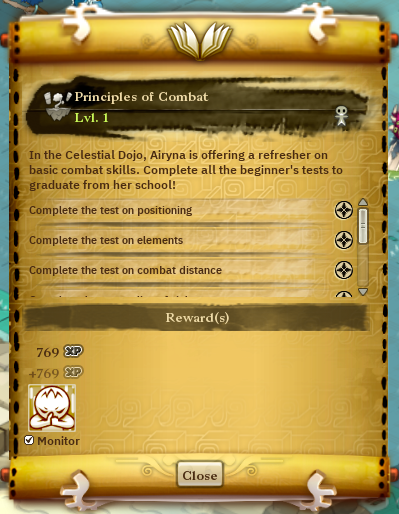 Principles of Combat
Lvl. 1
In the Celestial Dojo, Airyna is offering a refresher on
basic combat skills. Complete all the beginner's tests to
graduate from her school!
Complete the test on positioning
Complete the test on elements
Complete the test on combat distance
Reward(s)
769 XP
+769 XP
Monitor
Close